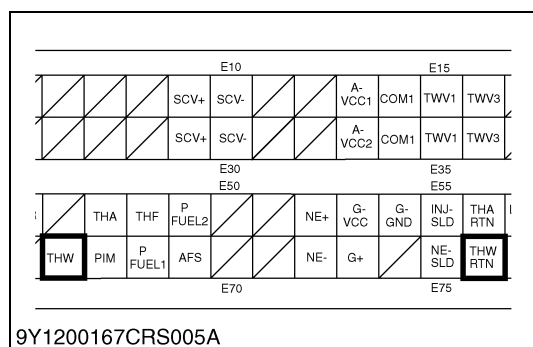 E10 E15
SCV+ SCV- A-VCC1 COM1 TWV1 TWV3
SCV+ SCV- A-VCC2 COM1 TWV1 TWV3
E30 E35
E50 E55
THA THF P FUEL2 NE+ G-VCC G-GND INJ-SLD THA RTN
THW PIM P FUEL1 AFS NE- G+ NE-SLD THW RTN
E70 E75
9Y1200167CRS005A